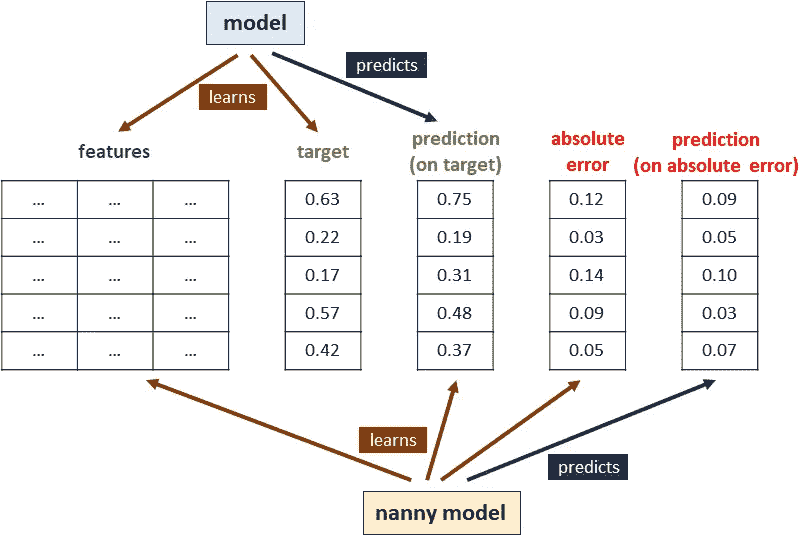 model
predicts
learns
features target prediction (on target) absolute error prediction (on absolute error)
... ... ... 0.63 0.75 0.12 0.09
... ... ... 0.22 0.19 0.03 0.05
... ... ... 0.17 0.31 0.14 0.10
... ... ... 0.57 0.48 0.09 0.03
... ... ... 0.42 0.37 0.05 0.07
learns
predicts
nanny model